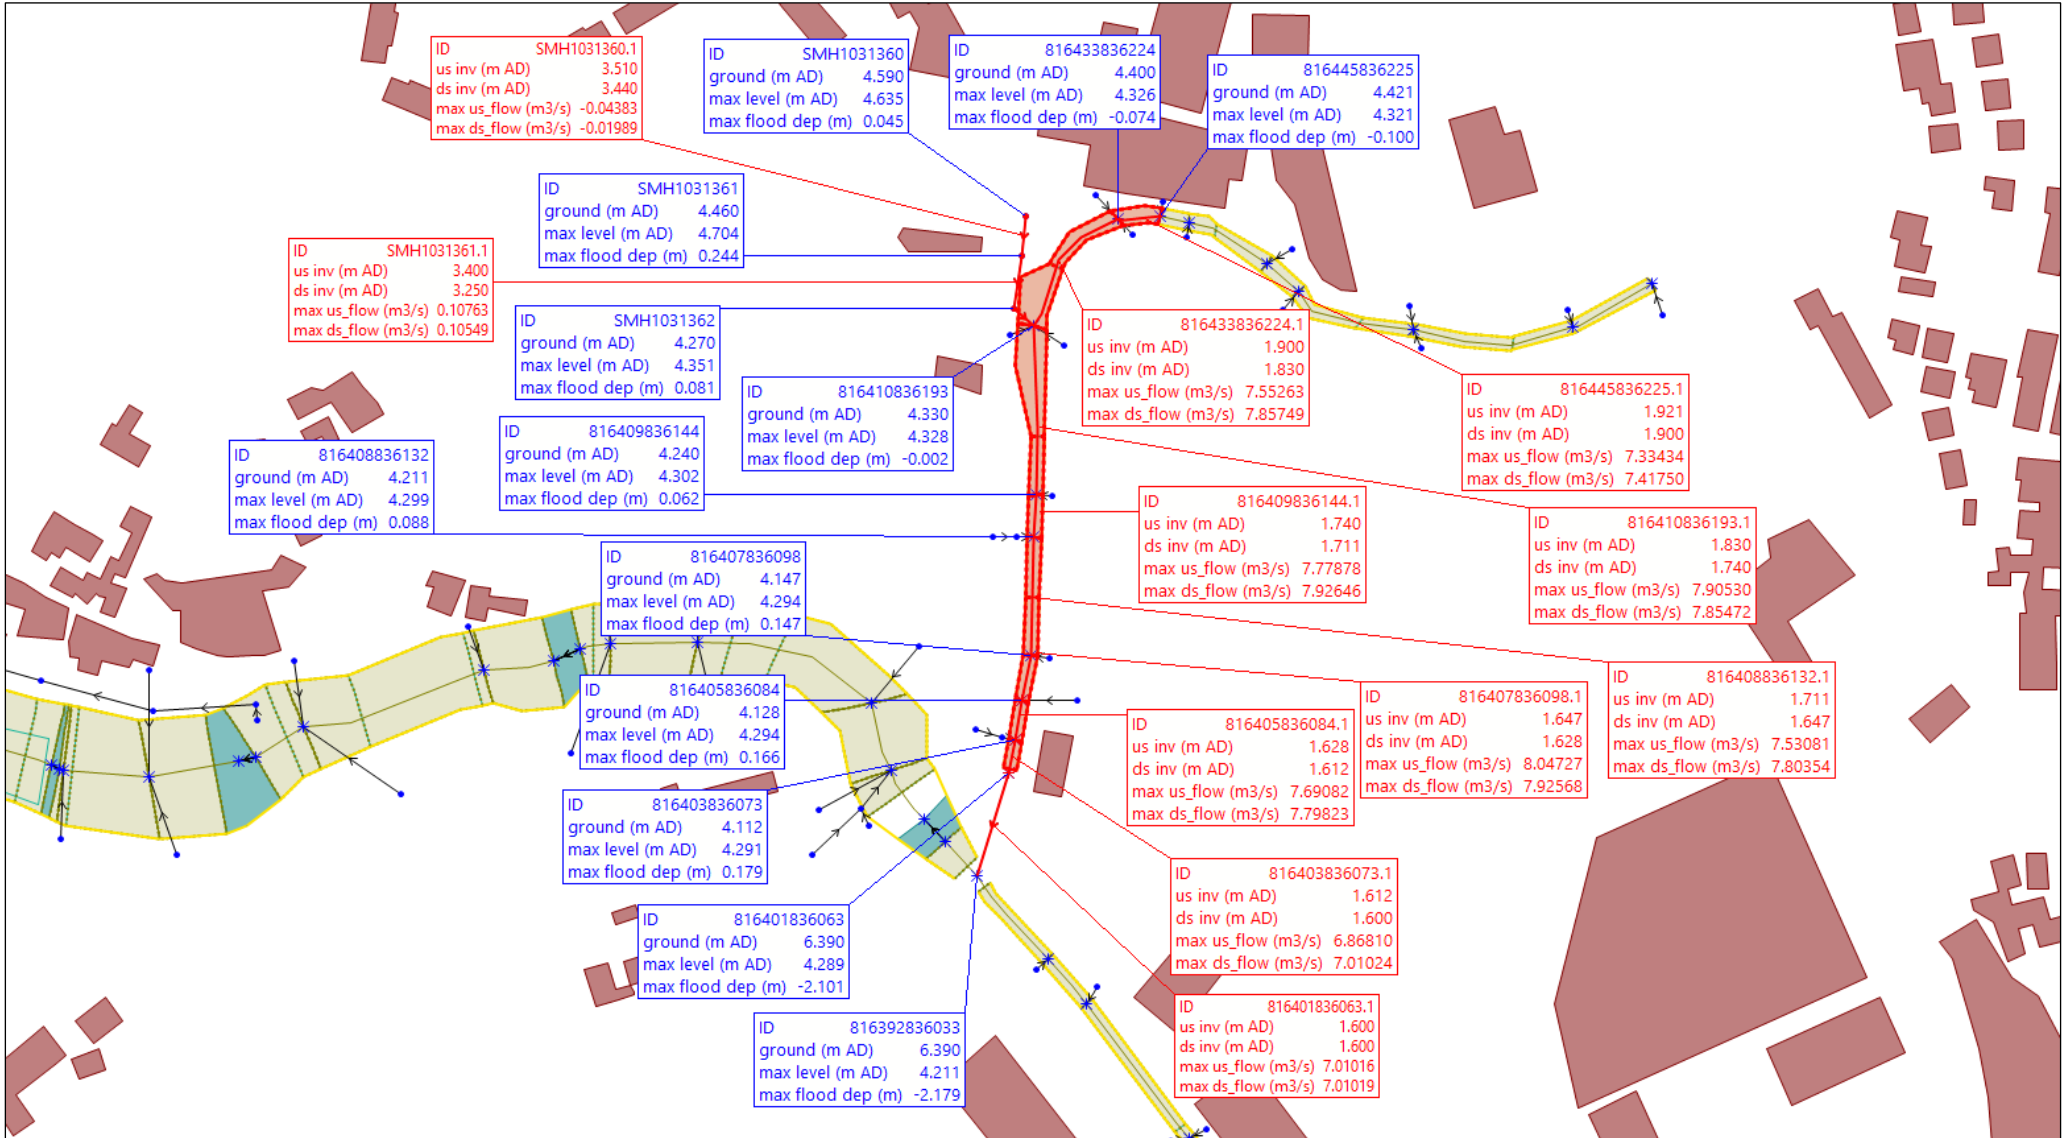 ID SMH1031360.1
us inv (m AD) 3.510
ds inv (m AD) 3.440
max us_flow (m3/s) -0.04383
max ds_flow (m3/s) -0.01989
ID SMH1031360
ground (m AD) 4.590
max level (m AD) 4.635
max flood dep (m) 0.045
ID 816433836224
ground (m AD) 4.400
max level (m AD) 4.326
max flood dep (m) -0.074
ID 816445836225
ground (m AD) 4.421
max level (m AD) 4.321
max flood dep (m) -0.100
ID SMH1031361
ground (m AD) 4.460
max level (m AD) 4.704
max flood dep (m) 0.244
ID SMH1031361.1
us inv (m AD) 3.400
ds inv (m AD) 3.250
max us_flow (m3/s) 0.10763
max ds_flow (m3/s) 0.10549
ID SMH1031362
ground (m AD) 4.270
max level (m AD) 4.351
max flood dep (m) 0.081
ID 816433836224.1
us inv (m AD) 1.900
ds inv (m AD) 1.830
max us_flow (m3/s) 7.55263
max ds_flow (m3/s) 7.85749
ID 816410836193
ground (m AD) 4.330
max level (m AD) 4.328
max flood dep (m) -0.002
ID 816445836225.1
us inv (m AD) 1.921
ds inv (m AD) 1.900
max us_flow (m3/s) 7.33434
max ds_flow (m3/s) 7.41750
ID 816409836144
ground (m AD) 4.240
max level (m AD) 4.302
max flood dep (m) 0.062
ID 816408836132
ground (m AD) 4.211
max level (m AD) 4.299
max flood dep (m) 0.088
ID 816409836144.1
us inv (m AD) 1.740
ds inv (m AD) 1.711
max us_flow (m3/s) 7.77878
max ds_flow (m3/s) 7.92646
ID 816410836193.1
us inv (m AD) 1.830
ds inv (m AD) 1.740
max us_flow (m3/s) 7.90530
max ds_flow (m3/s) 7.85472
ID 816407836098
ground (m AD) 4.147
max level (m AD) 4.294
max flood dep (m) 0.147
ID 816408836132.1
us inv (m AD) 1.711
ds inv (m AD) 1.647
max us_flow (m3/s) 7.53081
max ds_flow (m3/s) 7.80354
ID 816405836084
ground (m AD) 4.128
max level (m AD) 4.294
max flood dep (m) 0.166
ID 816407836098.1
us inv (m AD) 1.647
ds inv (m AD) 1.628
max us_flow (m3/s) 8.04727
max ds_flow (m3/s) 7.92568
ID 816405836084.1
us inv (m AD) 1.628
ds inv (m AD) 1.612
max us_flow (m3/s) 7.69082
max ds_flow (m3/s) 7.79823
ID 816403836073
ground (m AD) 4.112
max level (m AD) 4.291
max flood dep (m) 0.179
ID 816403836073.1
us inv (m AD) 1.612
ds inv (m AD) 1.600
max us_flow (m3/s) 6.86810
max ds_flow (m3/s) 7.01024
ID 816401836063
ground (m AD) 6.390
max level (m AD) 4.289
max flood dep (m) -2.101
ID 816401836063.1
us inv (m AD) 1.600
ds inv (m AD) 1.600
max us_flow (m3/s) 7.01016
max ds_flow (m3/s) 7.01019
ID 816392836033
ground (m AD) 6.390
max level (m AD) 4.211
max flood dep (m) -2.179